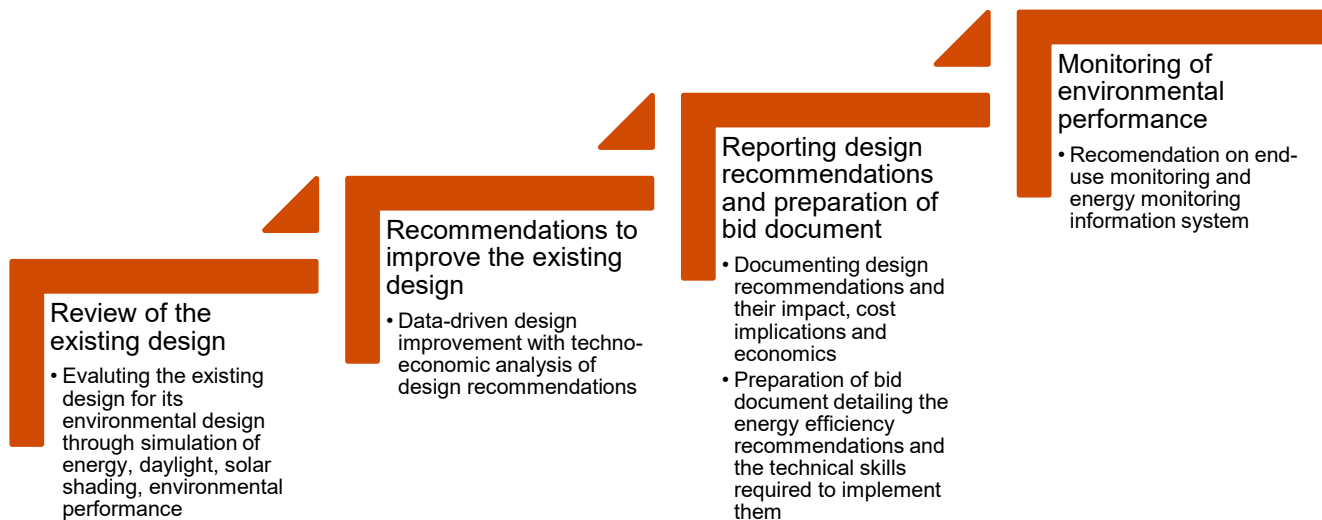 Review of the
existing design
• Evaluting the existing
design for its
environmental design
through simulation of
energy, daylight, solar
shading, environmental
performance
Recommendations to
improve the existing
design
• Data-driven design
improvement with techno-
economic analysis of
design recommendations
Reporting design
recommendations
and preparation of
bid document
• Documenting design
recommendations and
their impact, cost
implications and
economics
• Preparation of bid
document detailing the
energy efficiency
recommendations and
the technical skills
required to implement
them
Monitoring of
environmental
performance
• Recomendation on end-
use monitoring and
energy monitoring
information system